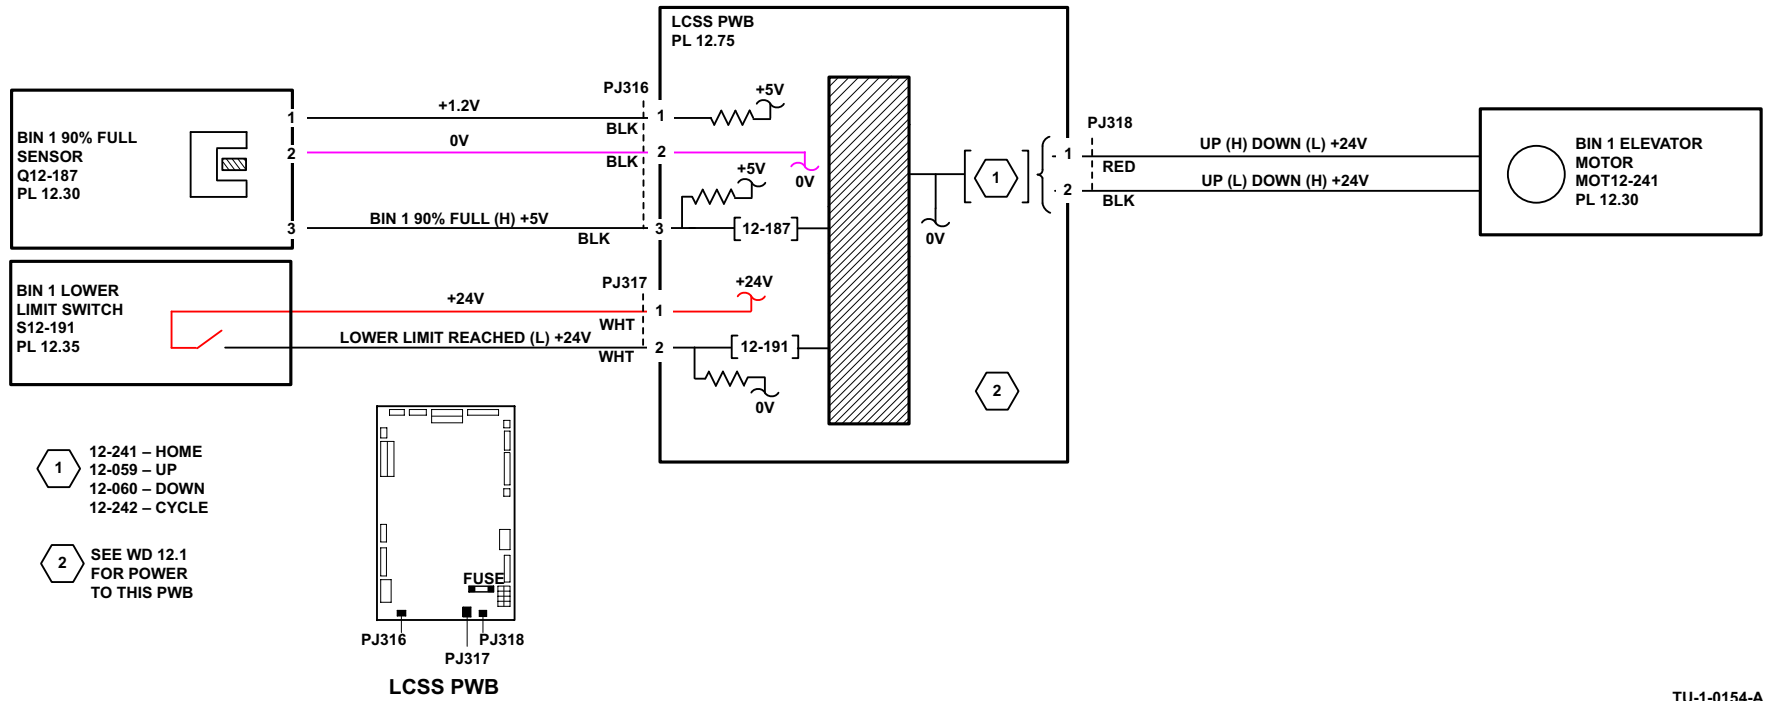 LCSS PWB
PL 12.75
BIN 1 90% FULL
SENSOR
Q12-187
PL 12.30
1
2
3
+1.2V
0V
BIN 1 90% FULL (H) +5V
BLK
BLK
BLK
PJ316
1
2
3
+5V
0V
+5V
12-187
BIN 1 LOWER
LIMIT SWITCH
S12-191
PL 12.35
+24V
LOWER LIMIT REACHED (L) +24V
WHT
WHT
PJ317
1
2
+24V
12-191
0V
0V
1
2
PJ318
1
2
UP (H) DOWN (L) +24V
RED
UP (L) DOWN (H) +24V
BLK
BIN 1 ELEVATOR
MOTOR
MOT12-241
PL 12.30
1
12-241 – HOME
12-059 – UP
12-060 – DOWN
12-242 – CYCLE
2
SEE WD 12.1
FOR POWER
TO THIS PWB
FUSE
PJ316
PJ317
PJ318
LCSS PWB
TU-1-0154-A